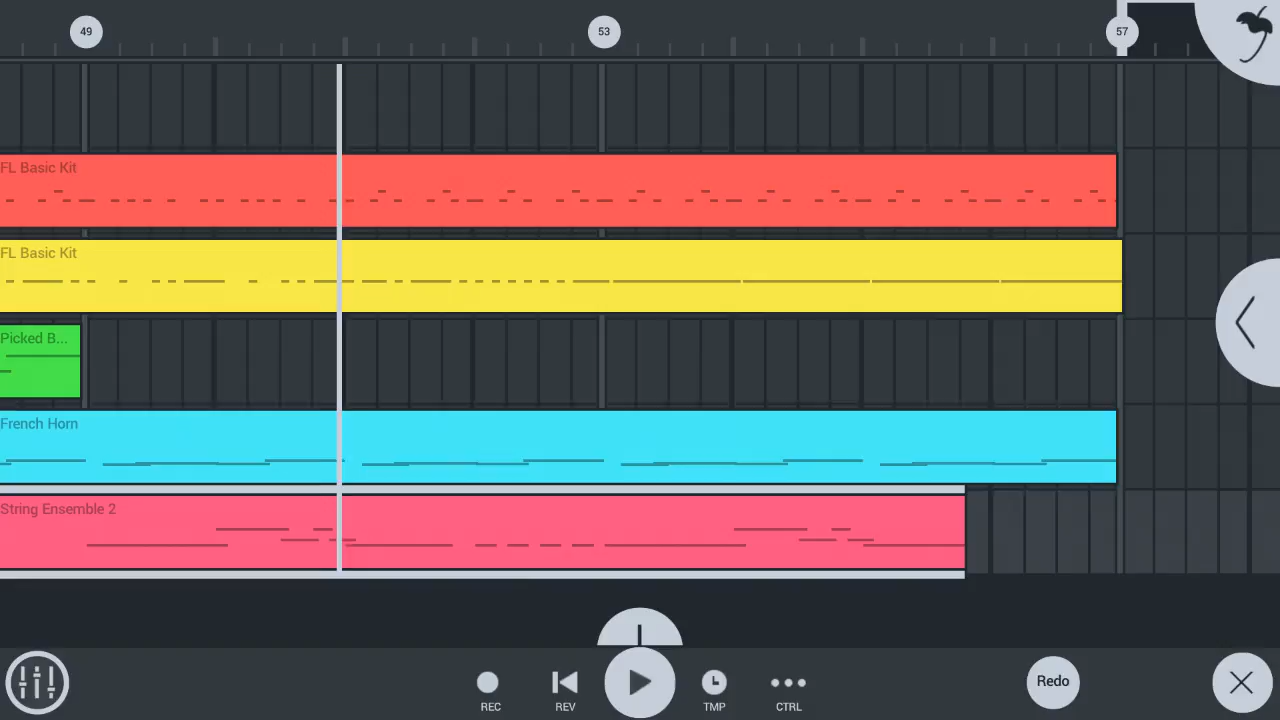 49
53
57
FL Basic Kit
FL Basic Kit
Picked B...
French Horn
String Ensemble 2
REC
REV
TMP
CTRL
Redo